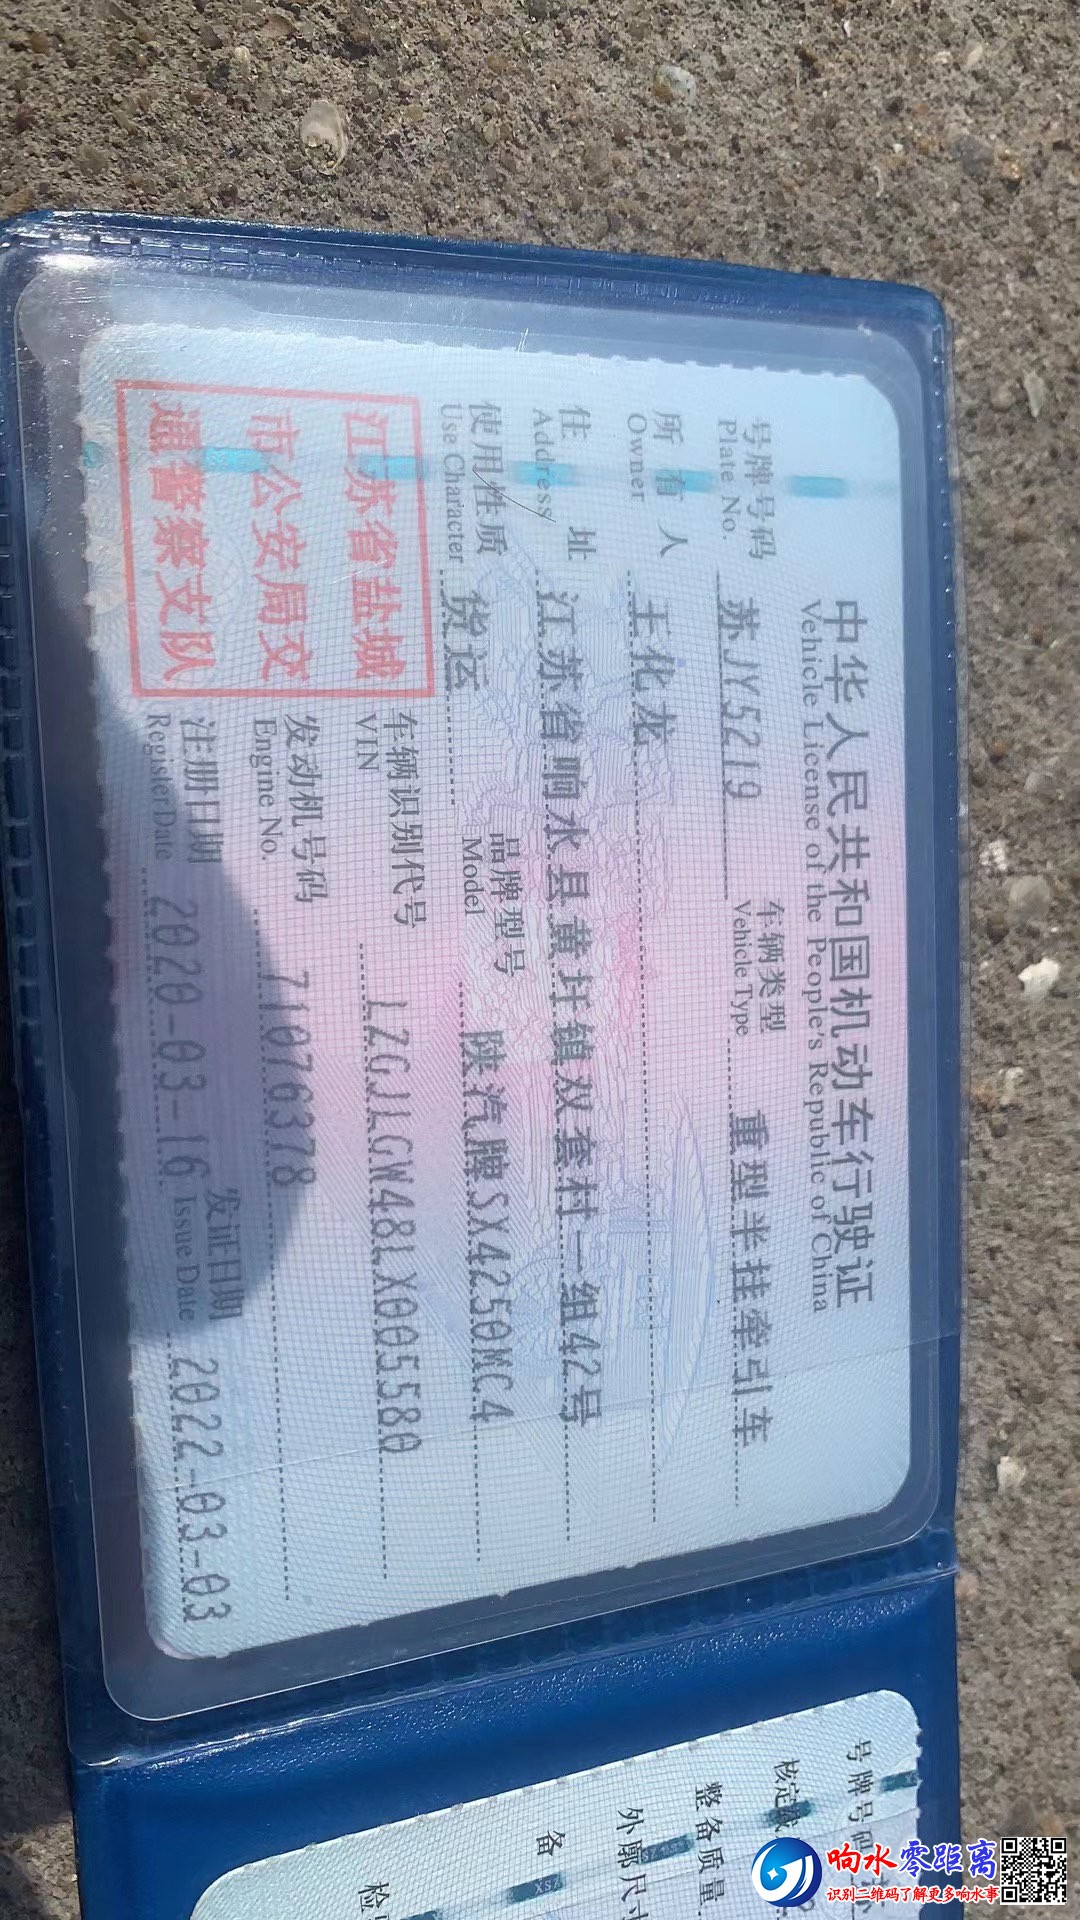 中华人民共和国机动车行驶证
Vehicle License of the People's Republic of China
号牌号码 苏JY5219 车辆类型 重型半挂牵引车
Plate No. Vehicle Type
所有人 王化龙
Owner
住址 江苏省响水县黄圩镇双套村一组42号
Address
使用性质 货运 品牌型号 陕汽牌SX4250MC4
Use Character Model
江苏省盐城
市公安局交
通警察支队
车辆识别代号 LZGJLGW48LX005580
VIN
发动机号码 71076378
Engine No.
注册日期 2020-03-16 发证日期 2022-03-03
Register Date Issue Date
号牌号码
核定载
整备质量
外廓尺寸
备
检
响水零距离
识别二维码了解更多响水事